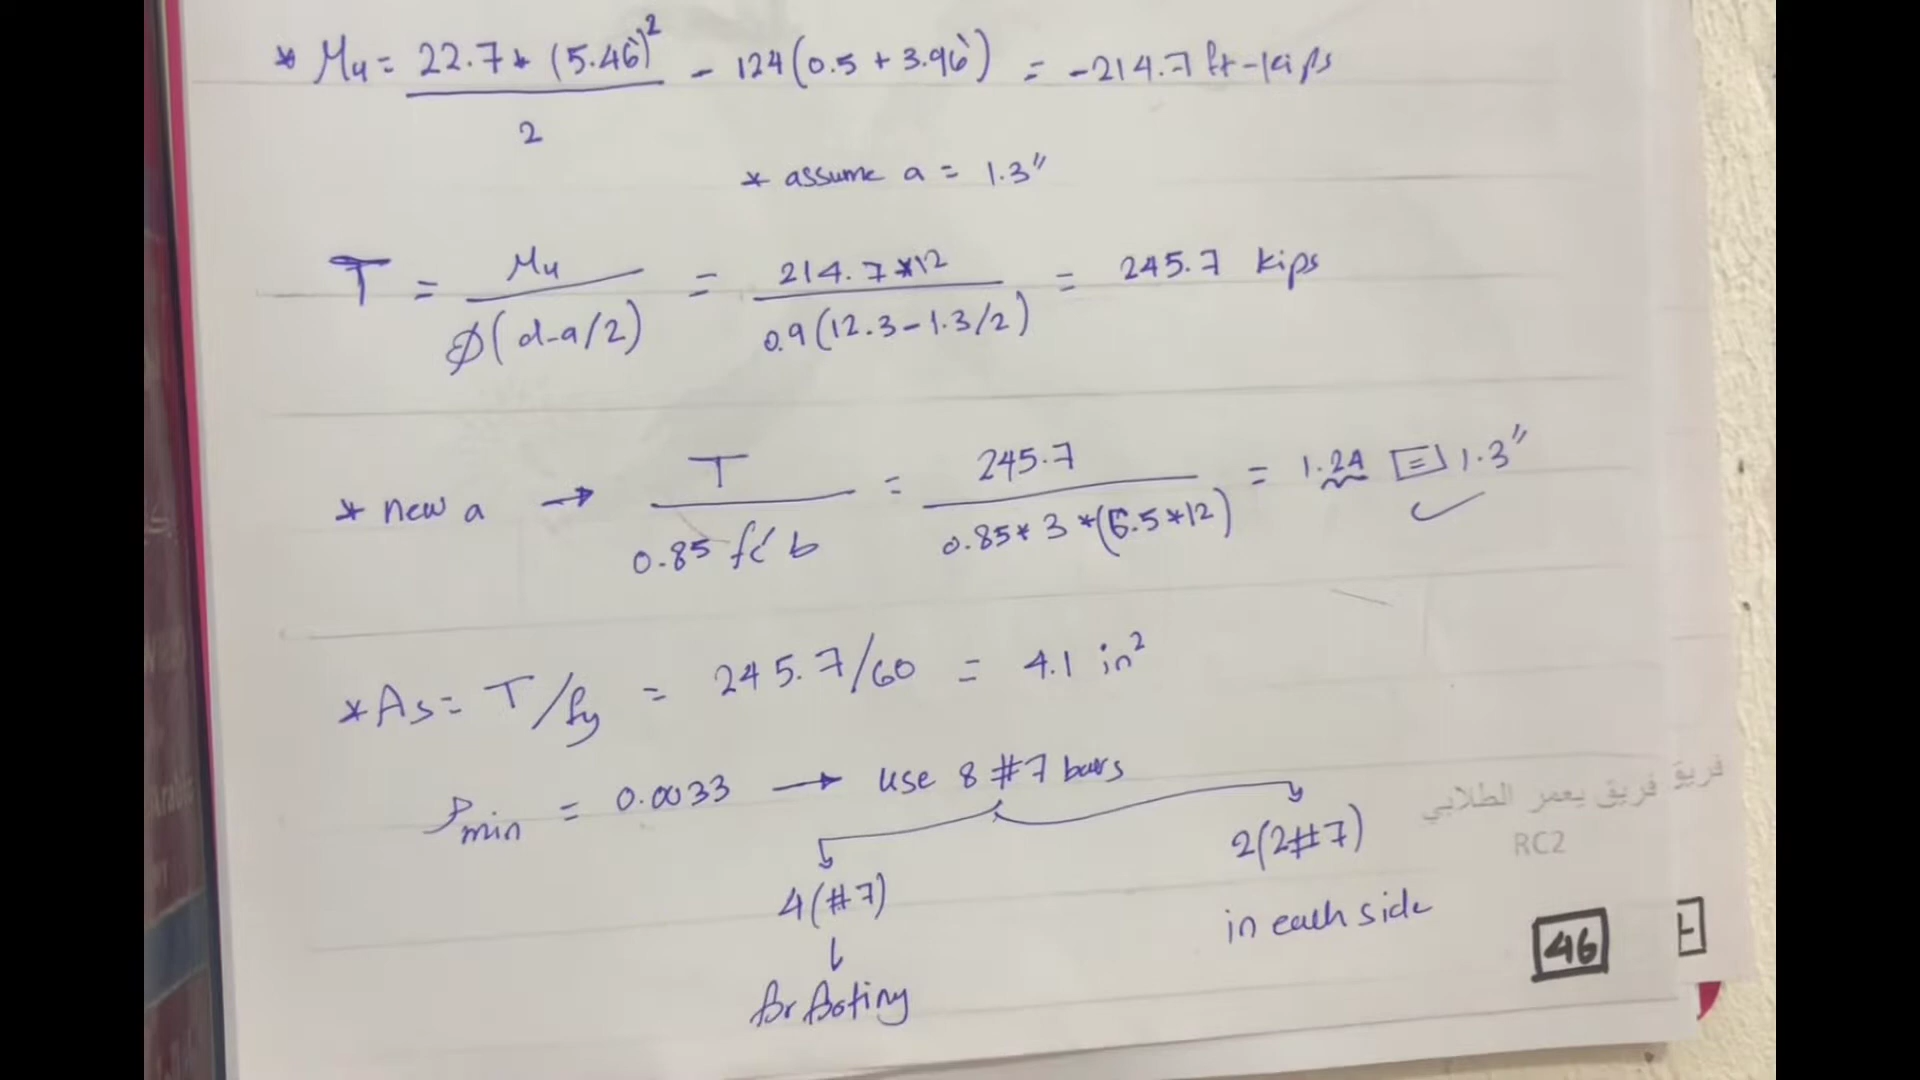 * Mu = 22.7 * (5.46')² / 2 - 124(0.5 + 3.96') = -214.7 ft-kips
* assume a = 1.3"
T = Mu / ∅(d-a/2) = 214.7*12 / 0.9(12.3-1.3/2) = 245.7 kips
* new a → T / 0.85 fc' b = 245.7 / 0.85*3*(6.5*12) = 1.24 = 1.3" ✓
*As = T/fy = 245.7/60 = 4.1 in²
ρmin = 0.0033 → use 8 #7 bars
4(#7)
for footing
2(2#7)
in each side
فريق فريق يعمر الطلابي
RC2
46